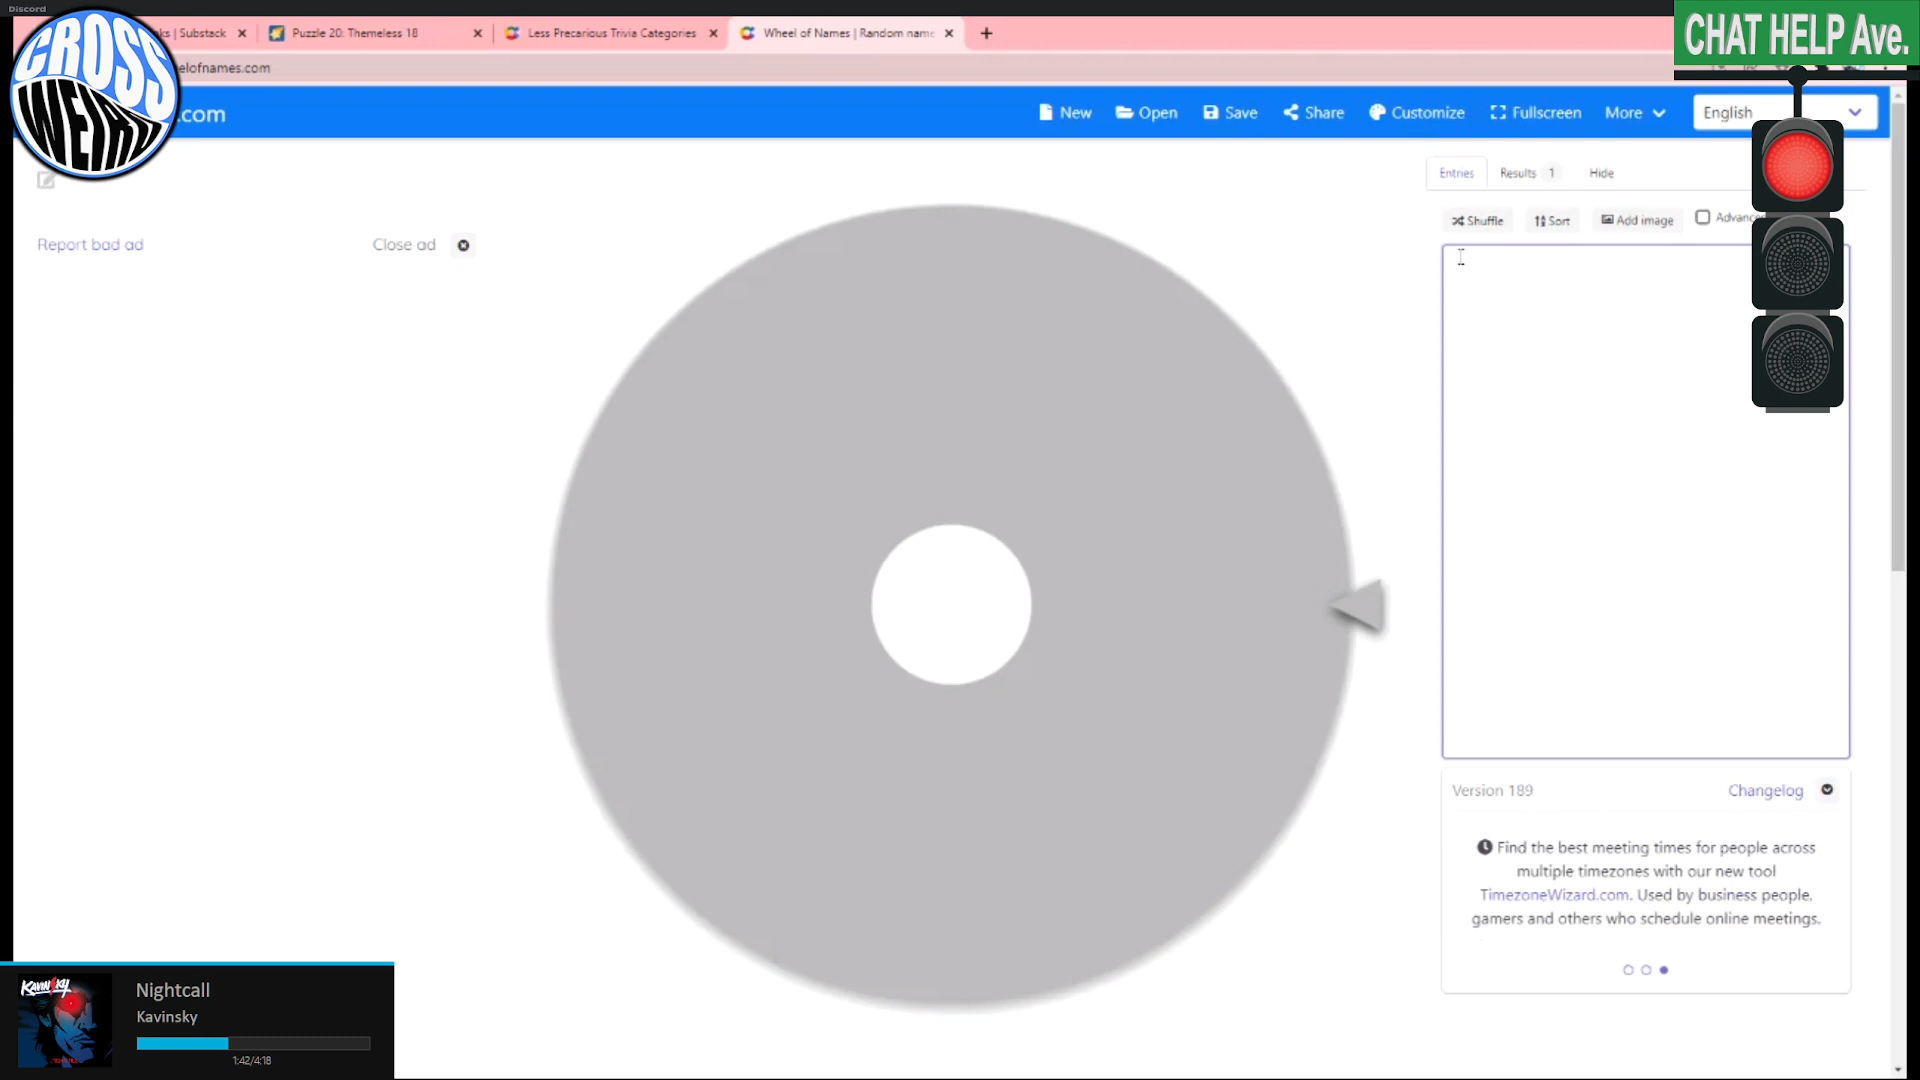 Discord
CROSS
WEIRD
ks | Substack
Puzzle 20: Themeless 18
Less Precarious Trivia Categories
Wheel of Names | Random name
CHAT HELP Ave.
elofnames.com
.com
New
Open
Save
Share
Customize
Fullscreen
More
English
Entries
Results 1
Hide
Shuffle
Sort
Add image
Advanc
Report bad ad
Close ad
Version 189
Changelog
Find the best meeting times for people across
multiple timezones with our new tool
TimezoneWizard.com. Used by business people,
gamers and others who schedule online meetings.
KAVINSKY
Nightcall
Kavinsky
1:42/4:18